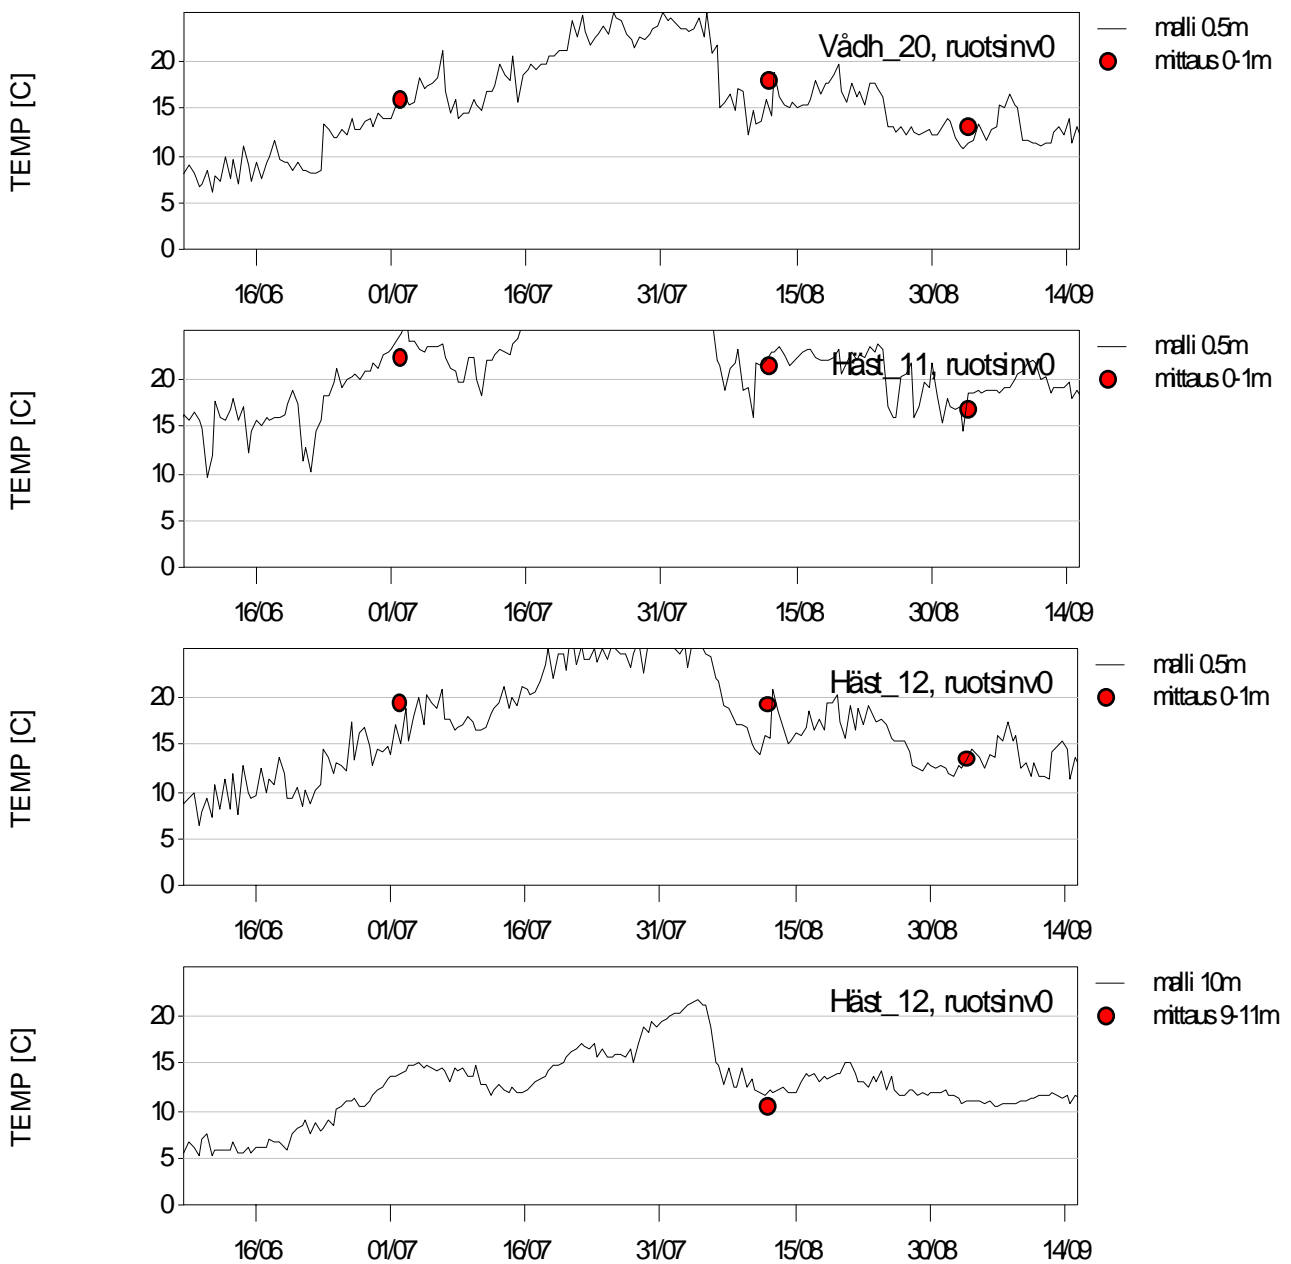 TEMP [C]
20
15
10
5
0
Vådh_20, ruotsinv0
malli 0.5m
mittaus 0-1m
16/06 01/07 16/07 31/07 15/08 30/08 14/09
TEMP [C]
20
15
10
5
0
Häst_11, ruotsinv0
malli 0.5m
mittaus 0-1m
16/06 01/07 16/07 31/07 15/08 30/08 14/09
TEMP [C]
20
15
10
5
0
Häst_12, ruotsinv0
malli 0.5m
mittaus 0-1m
16/06 01/07 16/07 31/07 15/08 30/08 14/09
TEMP [C]
20
15
10
5
0
Häst_12, ruotsinv0
malli 10m
mittaus 9-11m
16/06 01/07 16/07 31/07 15/08 30/08 14/09